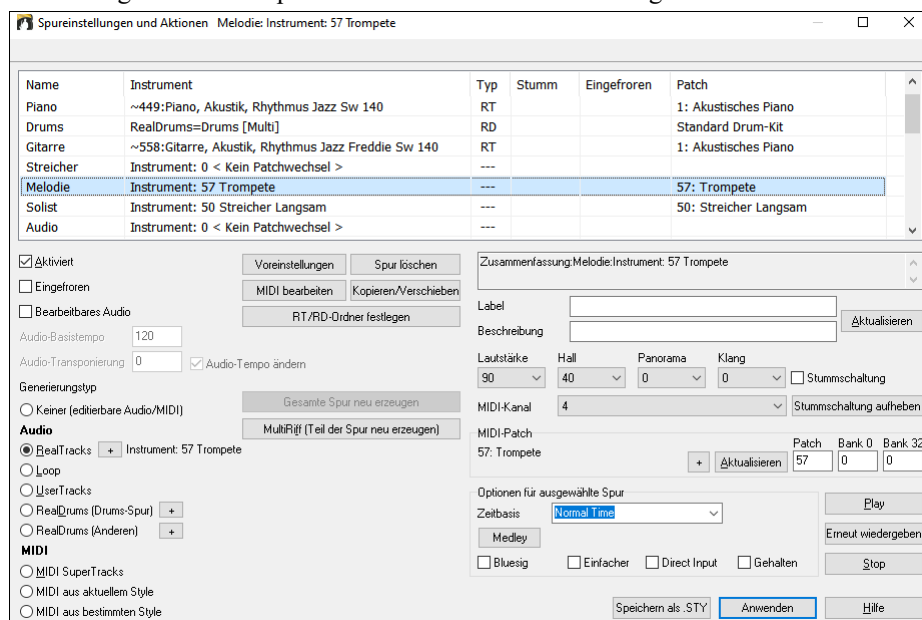 Spureinstellungen und Aktionen Melodie: Instrument: 57 Trompete
Name Instrument Typ Stumm Eingefroren Patch
Piano ~449:Piano, Akustik, Rhythmus Jazz Sw 140 RT 1: Akustisches Piano
Drums RealDrums=Drums [Multi] RD Standard Drum-Kit
Gitarre ~558:Gitarre, Akustik, Rhythmus Jazz Freddie Sw 140 RT 1: Akustisches Piano
Streicher Instrument: 0 < Kein Patchwechsel > ---
Melodie Instrument: 57 Trompete --- 57: Trompete
Solist Instrument: 50 Streicher Langsam --- 50: Streicher Langsam
Audio Instrument: 0 < Kein Patchwechsel > ---
Aktiviert Voreinstellungen Spur löschen Zusammenfassung:Melodie:Instrument: 57 Trompete
Eingefroren MIDI bearbeiten Kopieren/Verschieben
Bearbeitbares Audio RT/RD-Ordner festlegen Label
Beschreibung Aktualisieren
Audio-Basistempo 120
Audio-Transponierung 0 Audio-Tempo ändern
Lautstärke Hall Panorama Klang
90 40 0 0 Stummschaltung
Generierungstyp
Keiner (editierbare Audio/MIDI) Gesamte Spur neu erzeugen MIDI-Kanal 4 Stummschaltung aufheben
Audio MultiRiff (Teil der Spur neu erzeugen) MIDI-Patch
RealTracks + Instrument: 57 Trompete 57: Trompete Patch Bank 0 Bank 32
+ Aktualisieren 57 0 0
Loop
UserTracks Optionen für ausgewählte Spur
RealDrums (Drums-Spur) + Zeitbasis Normal Time Play
RealDrums (Anderen) + Medley Erneut wiedergeben
MIDI
MIDI SuperTracks Bluesig Einfacher Direct Input Gehalten Stop
MIDI aus aktuellem Style
MIDI aus bestimmten Style Speichern als .STY Anwenden Hilfe